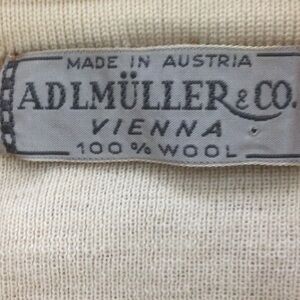 MADE IN AUSTRIA
ADLMÜLLER & CO.
VIENNA
100% WOOL